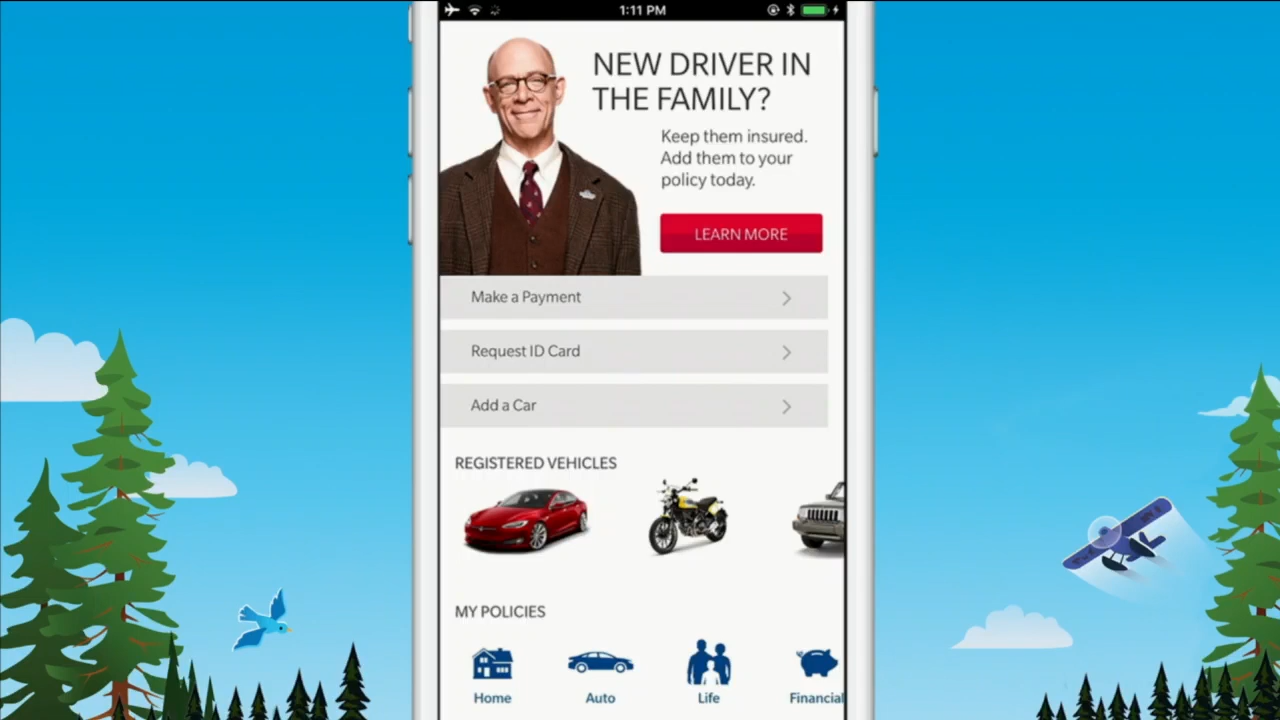 1:11 PM
NEW DRIVER IN
THE FAMILY?
Keep them insured.
Add them to your
policy today.
LEARN MORE
Make a Payment
Request ID Card
Add a Car
REGISTERED VEHICLES
MY POLICIES
Home
Auto
Life
Financial